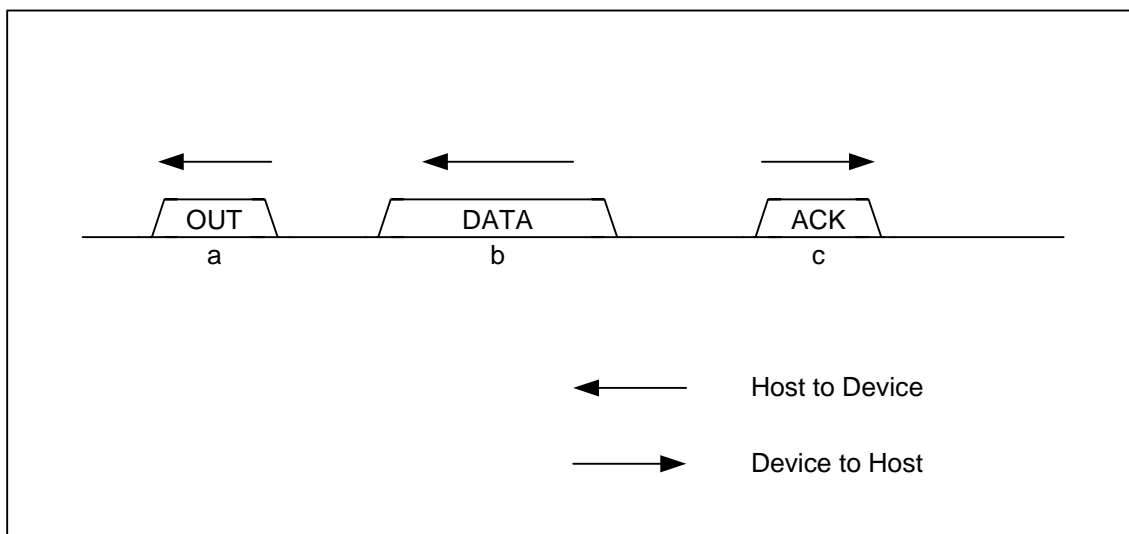 OUT DATA ACK
a b c
Host to Device
Device to Host